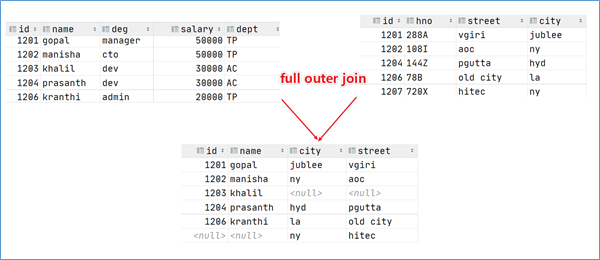 id name deg salary dept
1201 gopal manager 50000 TP
1202 manisha cto 50000 TP
1203 khalil dev 30000 AC
1204 prasanth dev 30000 AC
1206 kranthi admin 20000 TP
id hno street city
1201 288A vgiri jublee
1202 108I aoc ny
1204 144Z pgutta hyd
1206 78B old city la
1207 720X hitec ny
full outer join
id name city street
1201 gopal jublee vgiri
1202 manisha ny aoc
1203 khalil <null> <null>
1204 prasanth hyd pgutta
1206 kranthi la old city
<null> <null> ny hitec